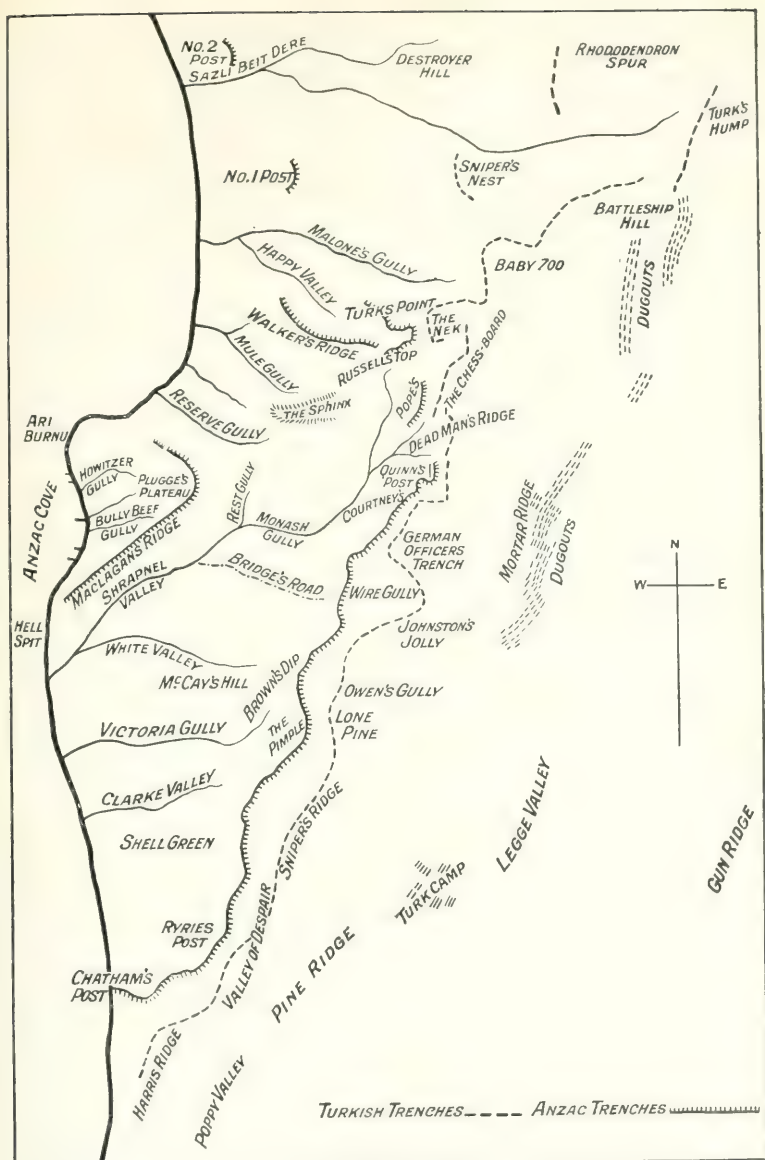 No. 2
POST
SAZLI BEIT DERE
DESTROYER
HILL
RHODODENDRON
SPUR
TURK'S
HUMP
No. 1 POST
SNIPER'S
NEST
BATTLESHIP
HILL
MALONE'S GULLY
HAPPY VALLEY
BABY 700
DUGOUTS
TURKS POINT
THE
NEK
WALKER'S RIDGE
RUSSELLS TOP
THE CHESS-BOARD
MULE GULLY
THE SPHINX
POPE'S
RESERVE GULLY
DEAD MAN'S RIDGE
ARI
BURNU
HOWITZER
GULLY
PLUGGE'S
PLATEAU
QUINN'S
POST
REST GULLY
COURTNEY'S
BULLY BEEF
GULLY
MONASH
GULLY
ANZAC COVE
MACLAGAN'S RIDGE
SHRAPNEL
VALLEY
BRIDGE'S ROAD
GERMAN
OFFICERS
TRENCH
MORTAR RIDGE
DUGOUTS
N
W
E
WIRE GULLY
HELL
SPIT
JOHNSTON'S
JOLLY
WHITE VALLEY
McCAY'S HILL
BROWN'S DIP
OWEN'S GULLY
LONE
PINE
VICTORIA GULLY
THE PIMPLE
CLARKE VALLEY
SHELL GREEN
SNIPER'S RIDGE
LEGGE VALLEY
GUN RIDGE
TURK CAMP
RYRIES
POST
VALLEY OF DESPAIR
PINE RIDGE
CHATHAM'S
POST
HARRIS RIDGE
POPPY VALLEY
TURKISH TRENCHES
ANZAC TRENCHES